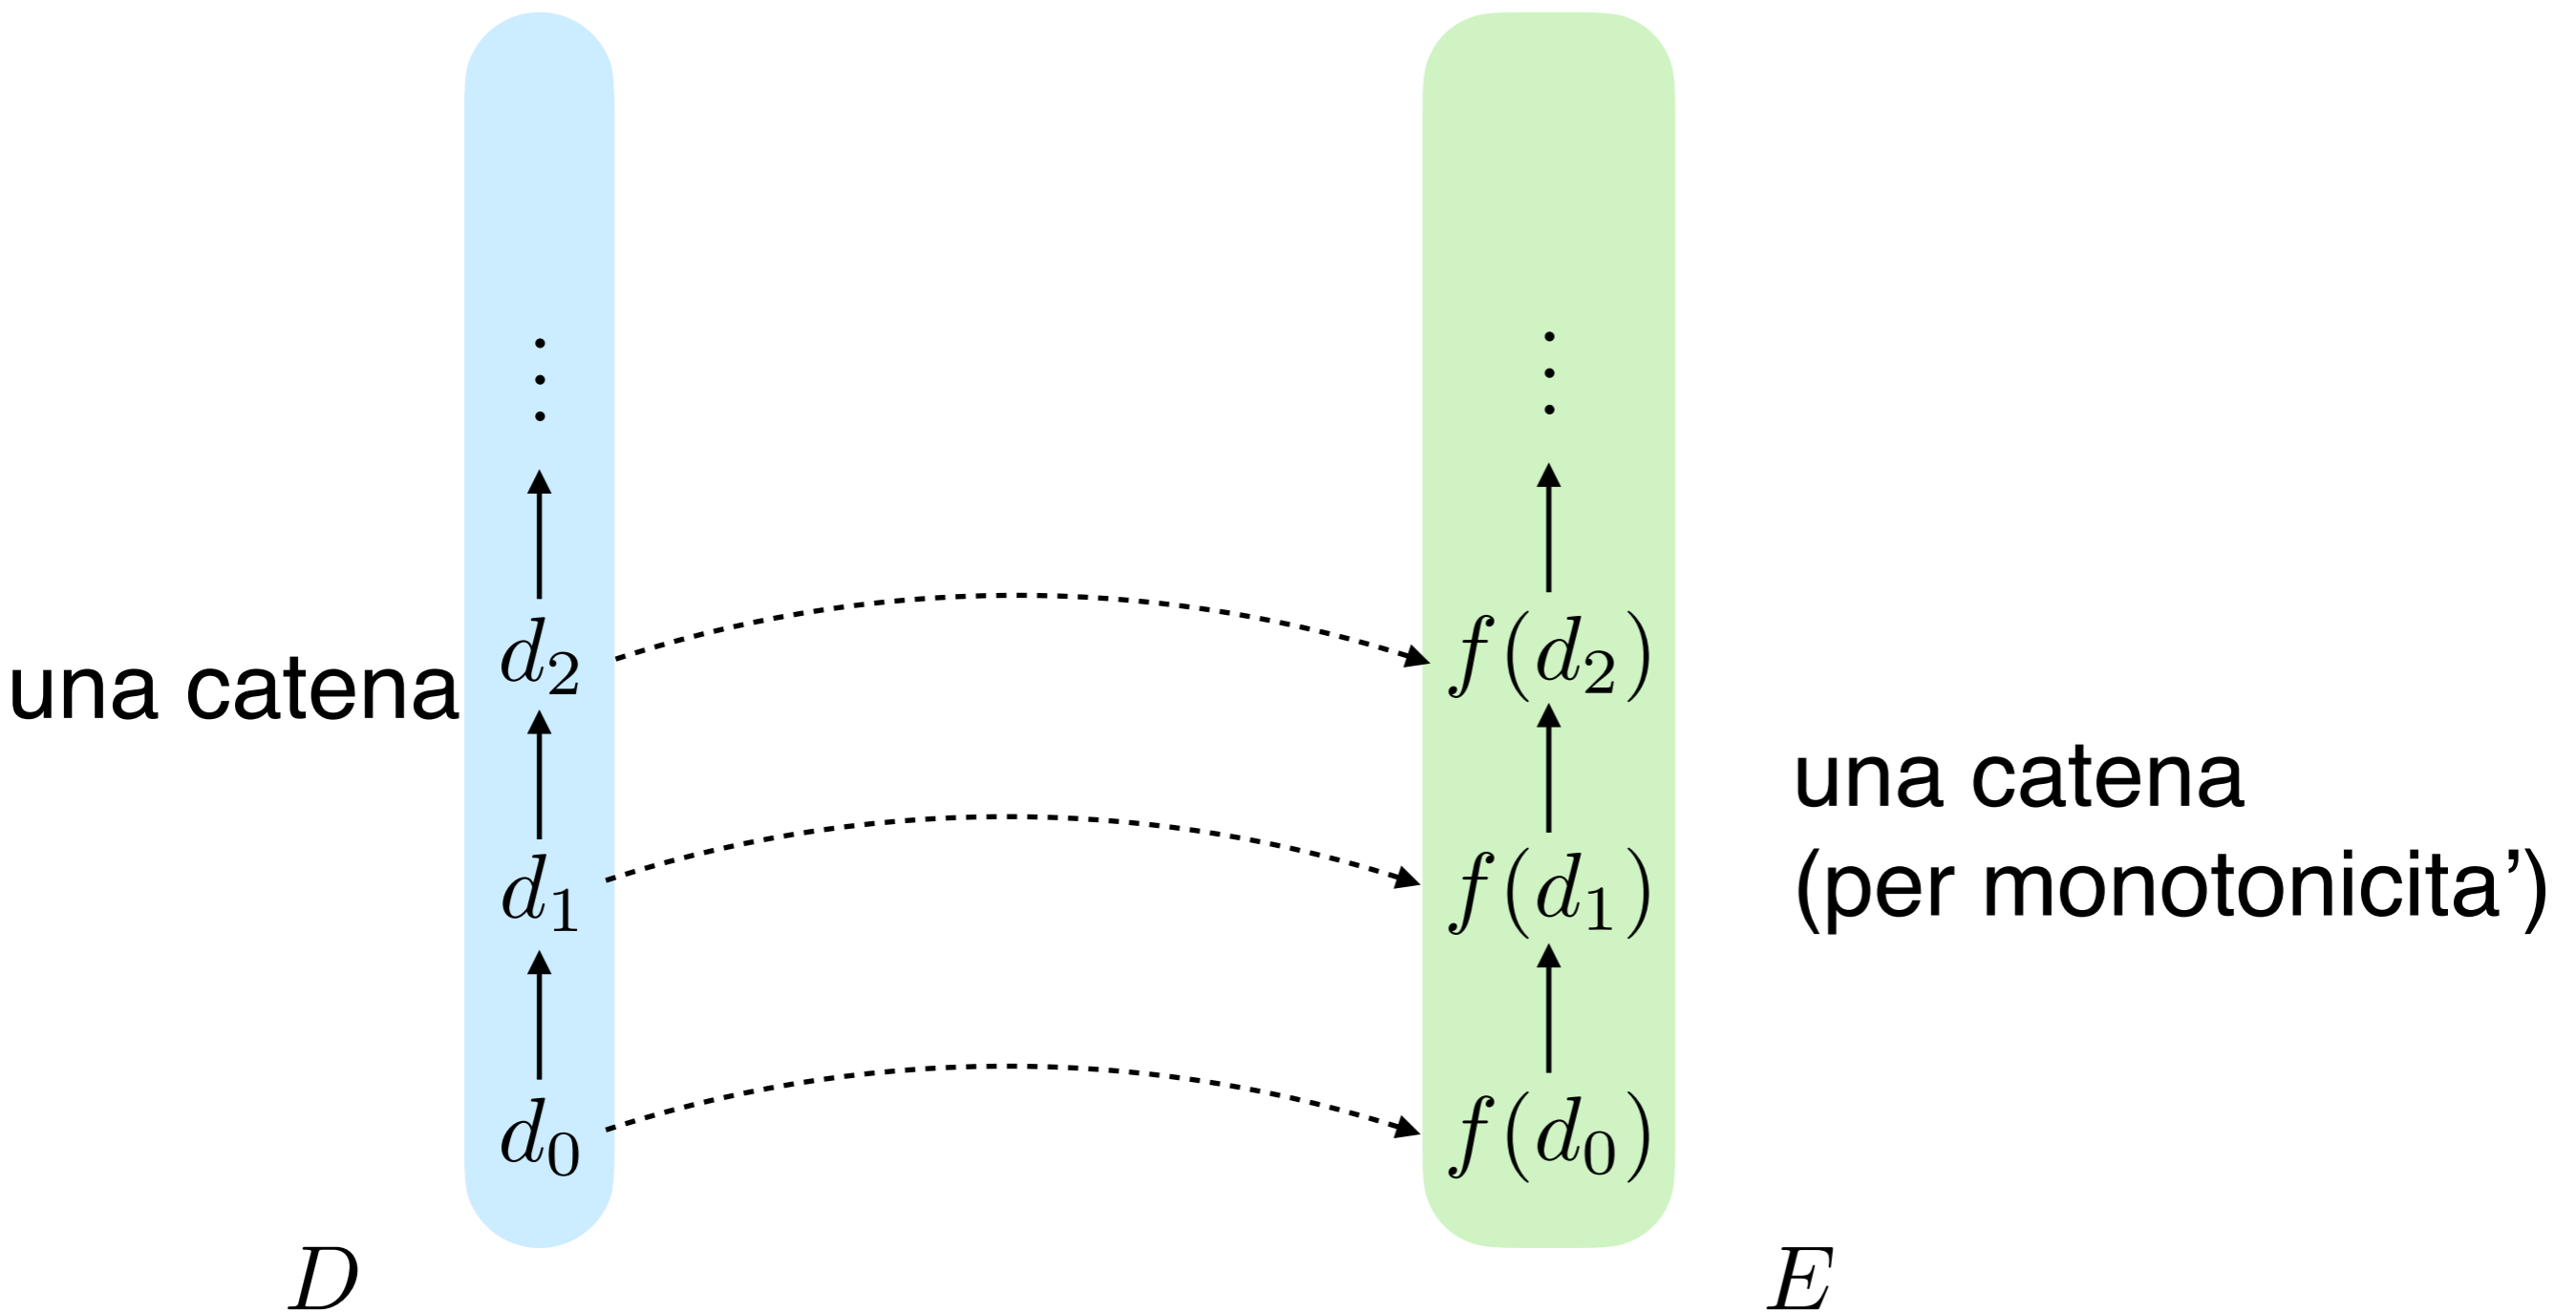 ⋮
⋮
d₂
f(d₂)
una catena
una catena
(per monotonicita’)
d₁
f(d₁)
d₀
f(d₀)
D
E